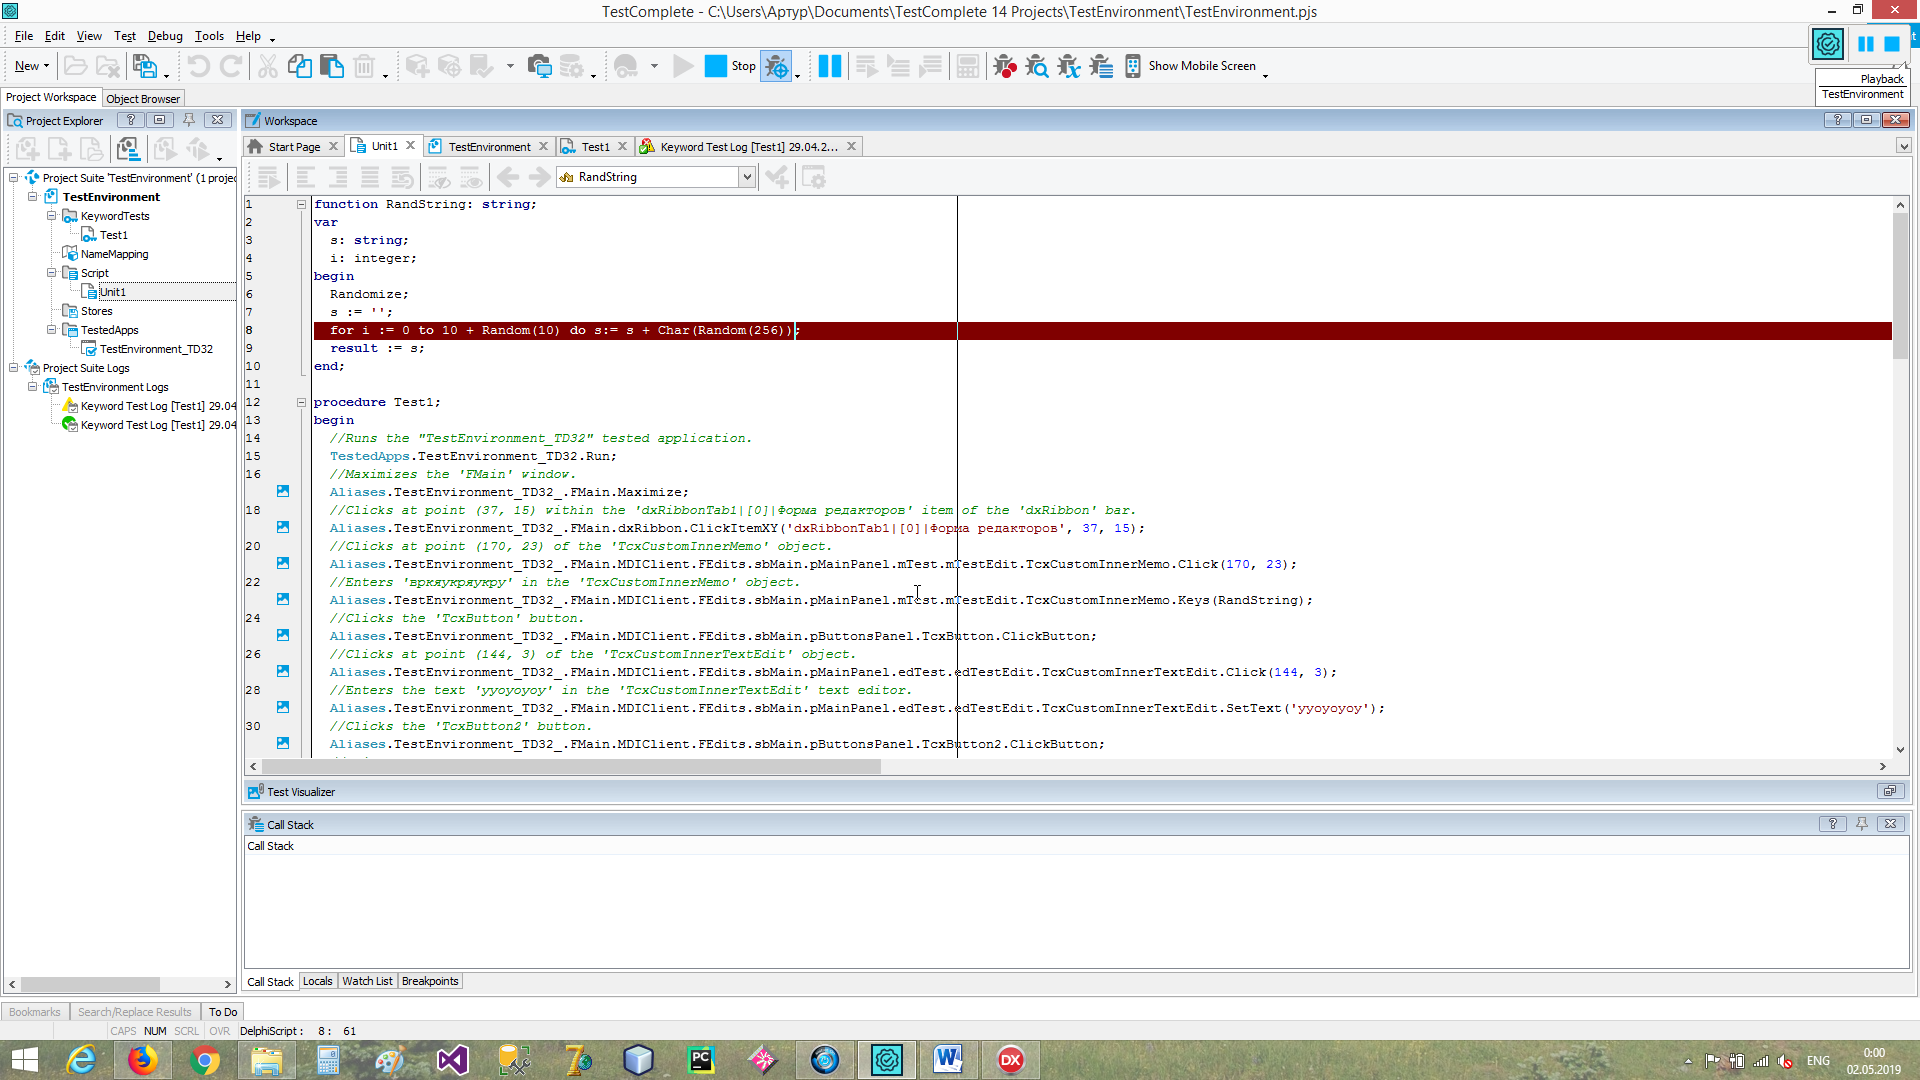 TestComplete - C:\Users\Артур\Documents\TestComplete 14 Projects\TestEnvironment\TestEnvironment.pjs
File Edit View Test Debug Tools Help
New Stop Show Mobile Screen
Playback
TestEnvironment
Project Workspace Object Browser
Project Explorer
Workspace
Start Page Unit1 TestEnvironment Test1 Keyword Test Log [Test1] 29.04.2...
RandString
Project Suite 'TestEnvironment' (1 projec
TestEnvironment
KeywordTests
Test1
NameMapping
Script
Unit1
Stores
TestedApps
TestEnvironment_TD32
Project Suite Logs
TestEnvironment Logs
Keyword Test Log [Test1] 29.04
Keyword Test Log [Test1] 29.04
1 function RandString: string;
2 var
3 s: string;
4 i: integer;
5 begin
6 Randomize;
7 s := '';
8 for i := 0 to 10 + Random(10) do s:= s + Char(Random(256));
9 result := s;
10 end;
11
12 procedure Test1;
13 begin
14 //Runs the "TestEnvironment_TD32" tested application.
15 TestedApps.TestEnvironment_TD32.Run;
16 //Maximizes the 'FMain' window.
Aliases.TestEnvironment_TD32_.FMain.Maximize;
18 //Clicks at point (37, 15) within the 'dxRibbonTab1|[0]|Форма редакторов' item of the 'dxRibbon' bar.
Aliases.TestEnvironment_TD32_.FMain.dxRibbon.ClickItemXY('dxRibbonTab1|[0]|Форма редакторов', 37, 15);
20 //Clicks at point (170, 23) of the 'TcxCustomInnerMemo' object.
Aliases.TestEnvironment_TD32_.FMain.MDIClient.FEdits.sbMain.pMainPanel.mTest.mTestEdit.TcxCustomInnerMemo.Click(170, 23);
22 //Enters 'вркяукряукру' in the 'TcxCustomInnerMemo' object.
Aliases.TestEnvironment_TD32_.FMain.MDIClient.FEdits.sbMain.pMainPanel.mTest.mTestEdit.TcxCustomInnerMemo.Keys(RandString);
24 //Clicks the 'TcxButton' button.
Aliases.TestEnvironment_TD32_.FMain.MDIClient.FEdits.sbMain.pButtonsPanel.TcxButton.ClickButton;
26 //Clicks at point (144, 3) of the 'TcxCustomInnerTextEdit' object.
Aliases.TestEnvironment_TD32_.FMain.MDIClient.FEdits.sbMain.pMainPanel.edTest.edTestEdit.TcxCustomInnerTextEdit.Click(144, 3);
28 //Enters the text 'ууоуоуоу' in the 'TcxCustomInnerTextEdit' text editor.
Aliases.TestEnvironment_TD32_.FMain.MDIClient.FEdits.sbMain.pMainPanel.edTest.edTestEdit.TcxCustomInnerTextEdit.SetText('ууоуоуоу');
30 //Clicks the 'TcxButton2' button.
Aliases.TestEnvironment_TD32_.FMain.MDIClient.FEdits.sbMain.pButtonsPanel.TcxButton2.ClickButton;
Test Visualizer
Call Stack
Call Stack
Call Stack Locals Watch List Breakpoints
Bookmarks Search/Replace Results To Do
CAPS NUM SCRL OVR DelphiScript : 8: 61
ENG
0:00
02.05.2019